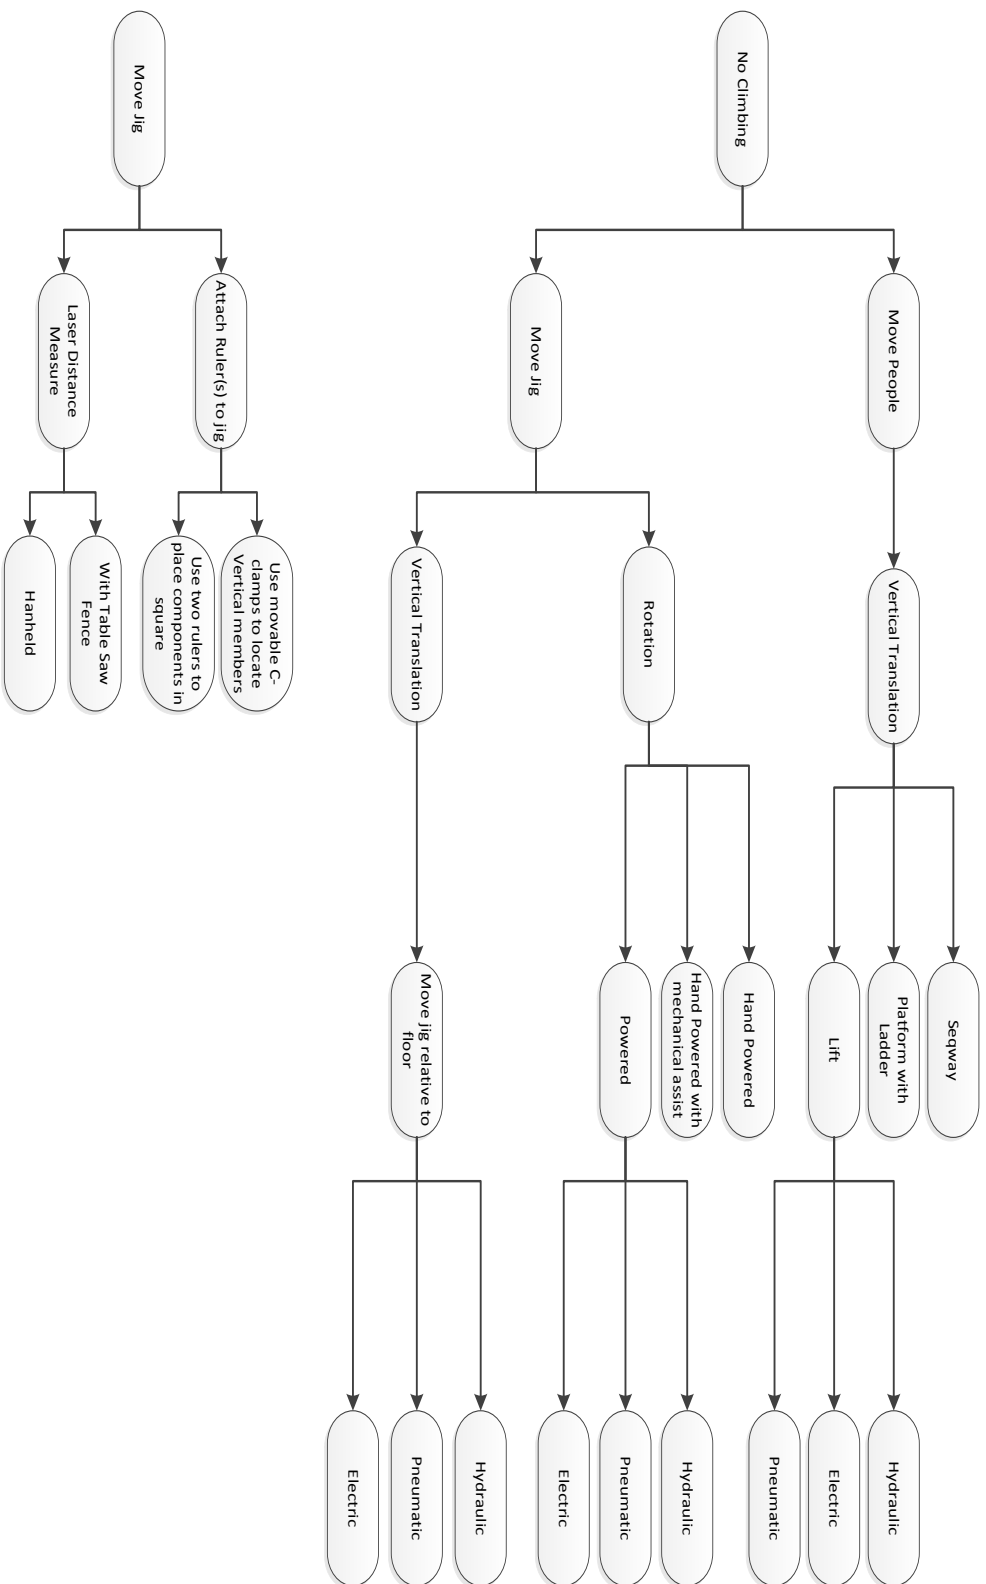 No Climbing
Move People
Vertical Translation
Seqway
Platform with
Ladder
Lift
Hydraulic
Electric
Pneumatic
Move Jig
Rotation
Hand Powered
Hand Powered with
mechanical assist
Powered
Hydraulic
Pneumatic
Electric
Vertical Translation
Move jig relative to
floor
Hydraulic
Pneumatic
Electric
Move Jig
Attach Ruler(s) to jig
Use movable C-
clamps to locate
Vertical members
Use two rulers to
place components in
square
Laser Distance
Measure
With Table Saw
Fence
Hanheld